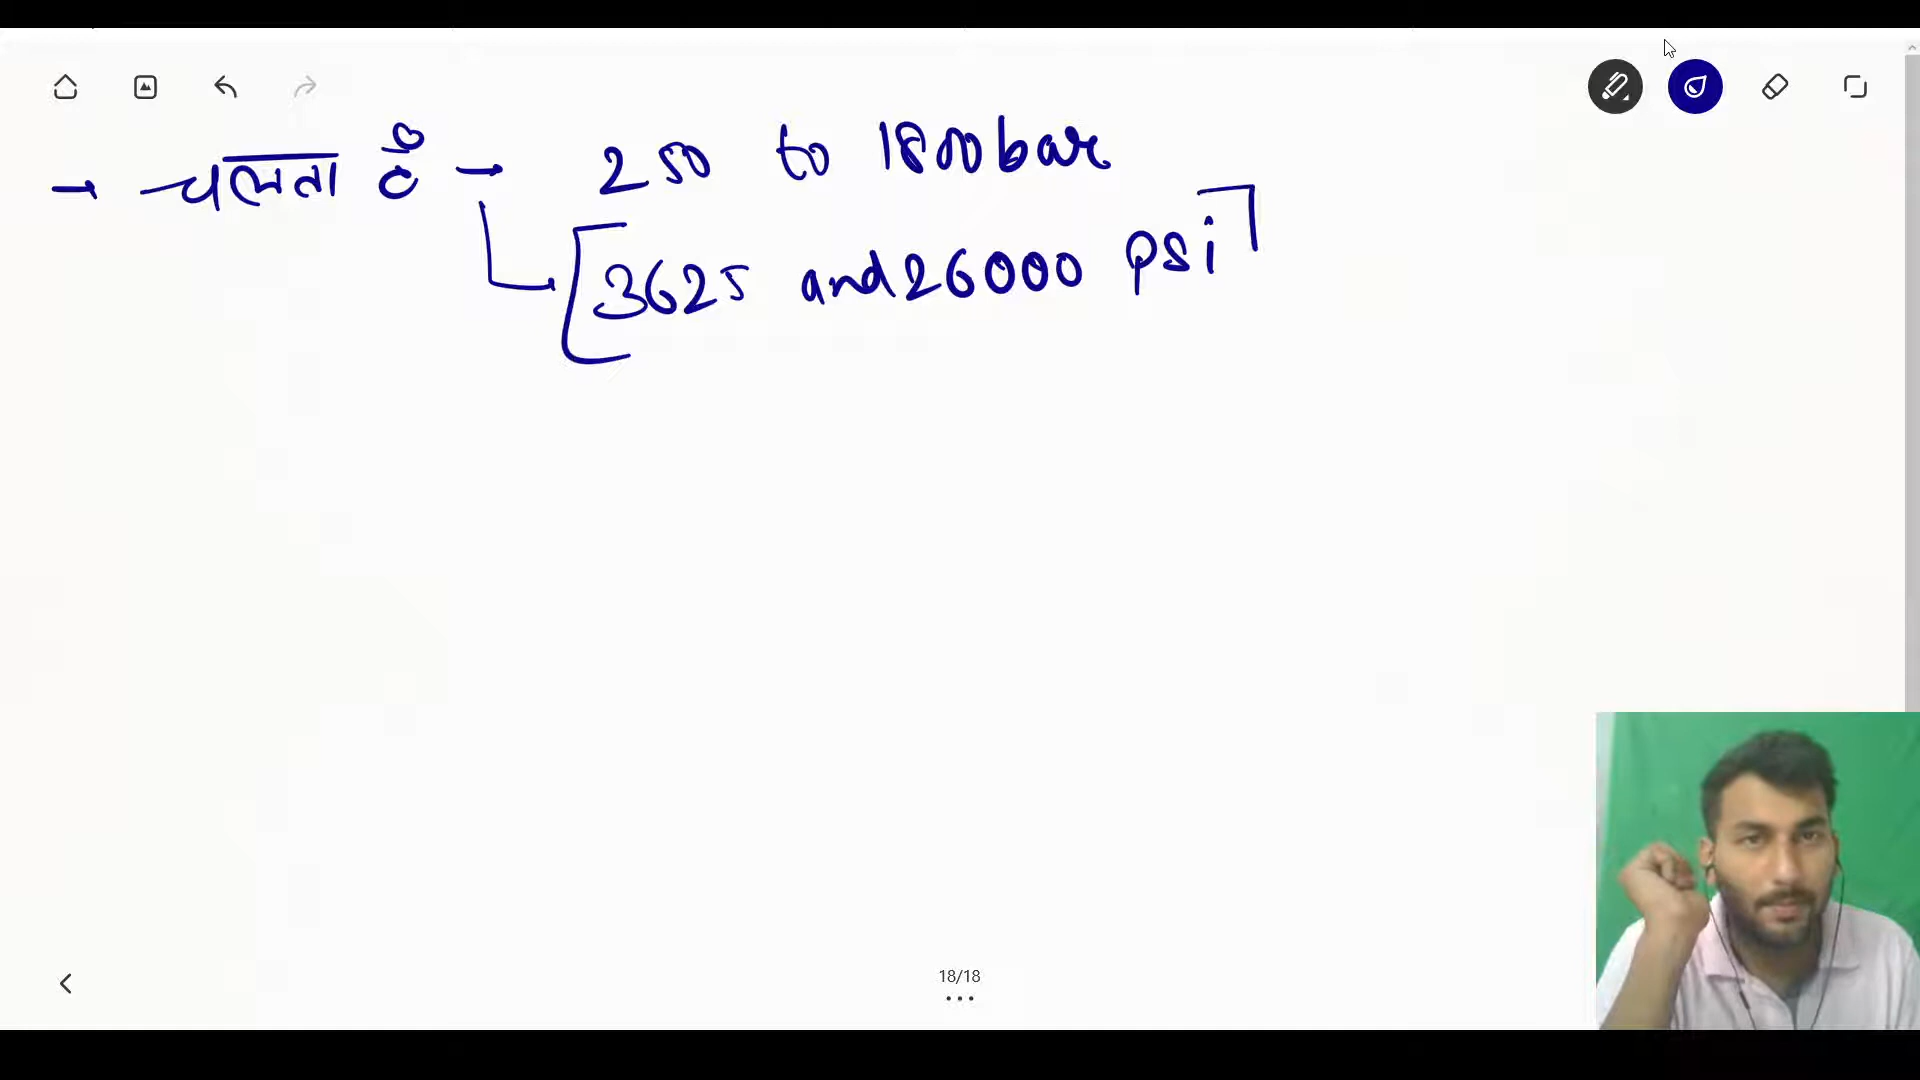 → चलता है → 250 to 1800 bar
[3625 and 26000 psi]
18/18